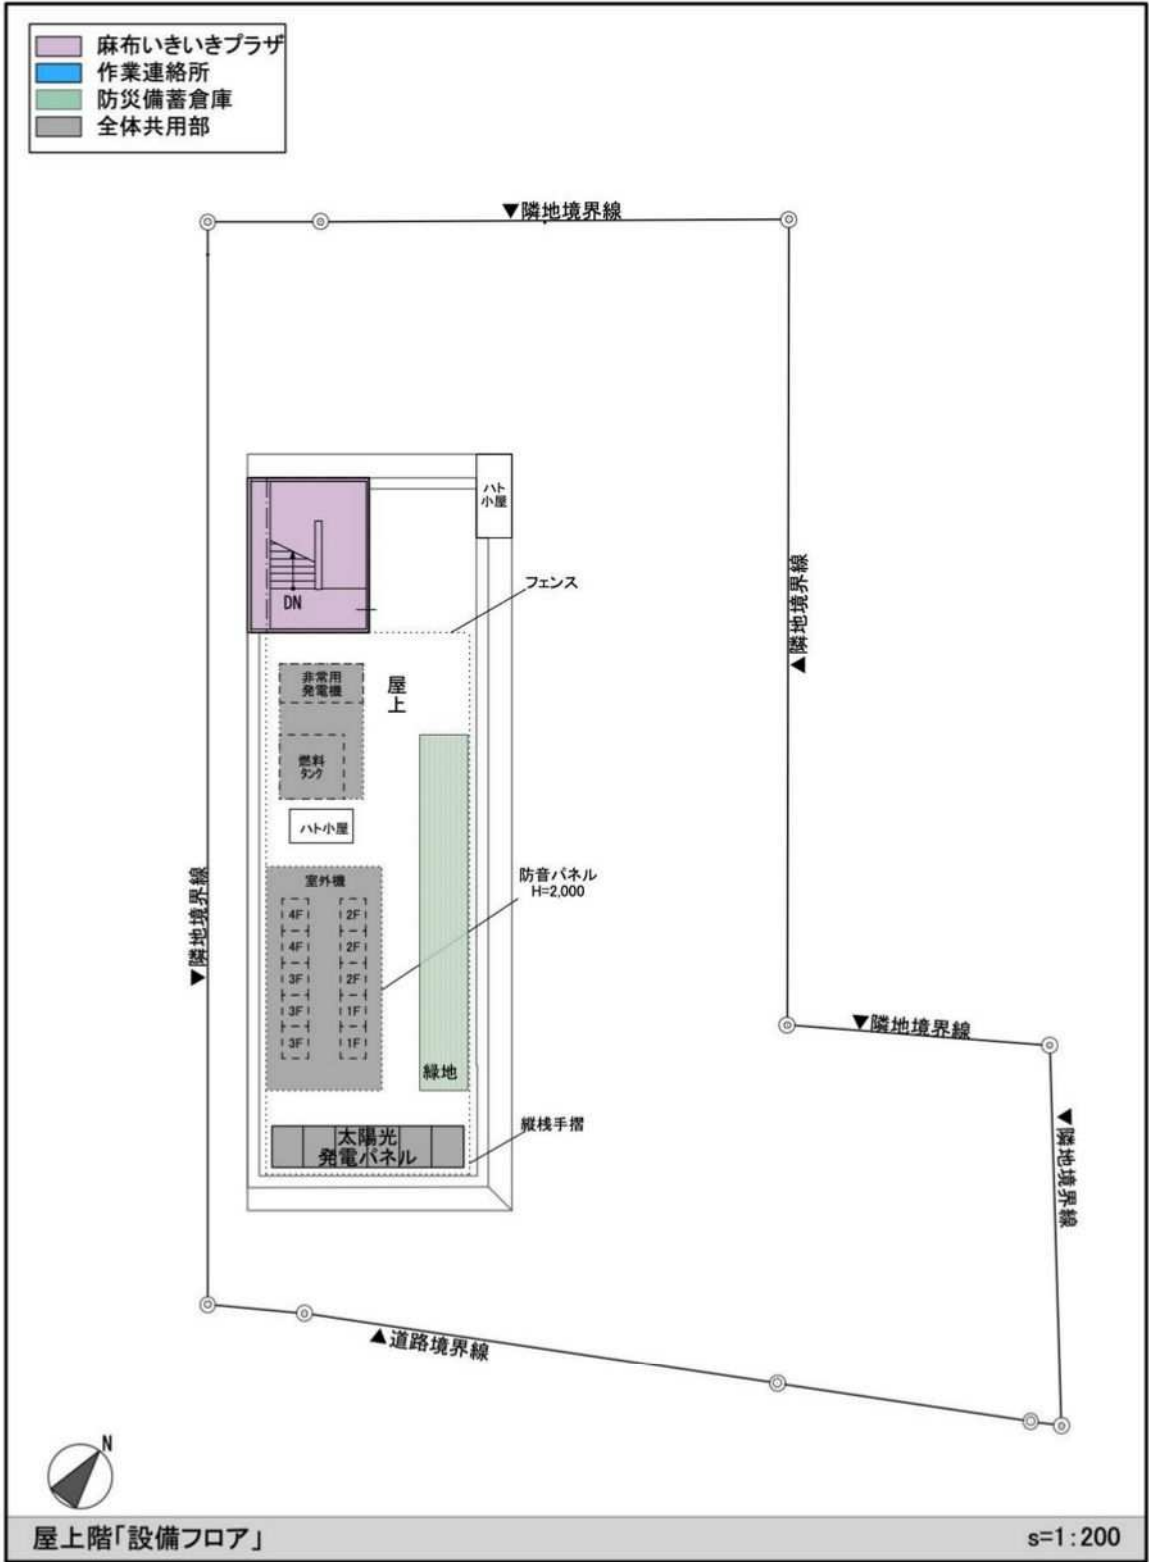 麻布いきいきプラザ
作業連絡所
防災備蓄倉庫
全体共用部
▼隣地境界線
ハト
小屋
DN
フェンス
▲隣地境界線
非常用
発電機
屋上
燃料
タンク
ハト小屋
▼隣地境界線
室外機
4F 2F
4F 2F
3F 2F
3F 1F
3F 1F
防音パネル
H=2,000
緑地
▼隣地境界線
▲隣地境界線
縦桟手摺
太陽光
発電パネル
▲道路境界線
N
屋上階「設備フロア」 s=1:200